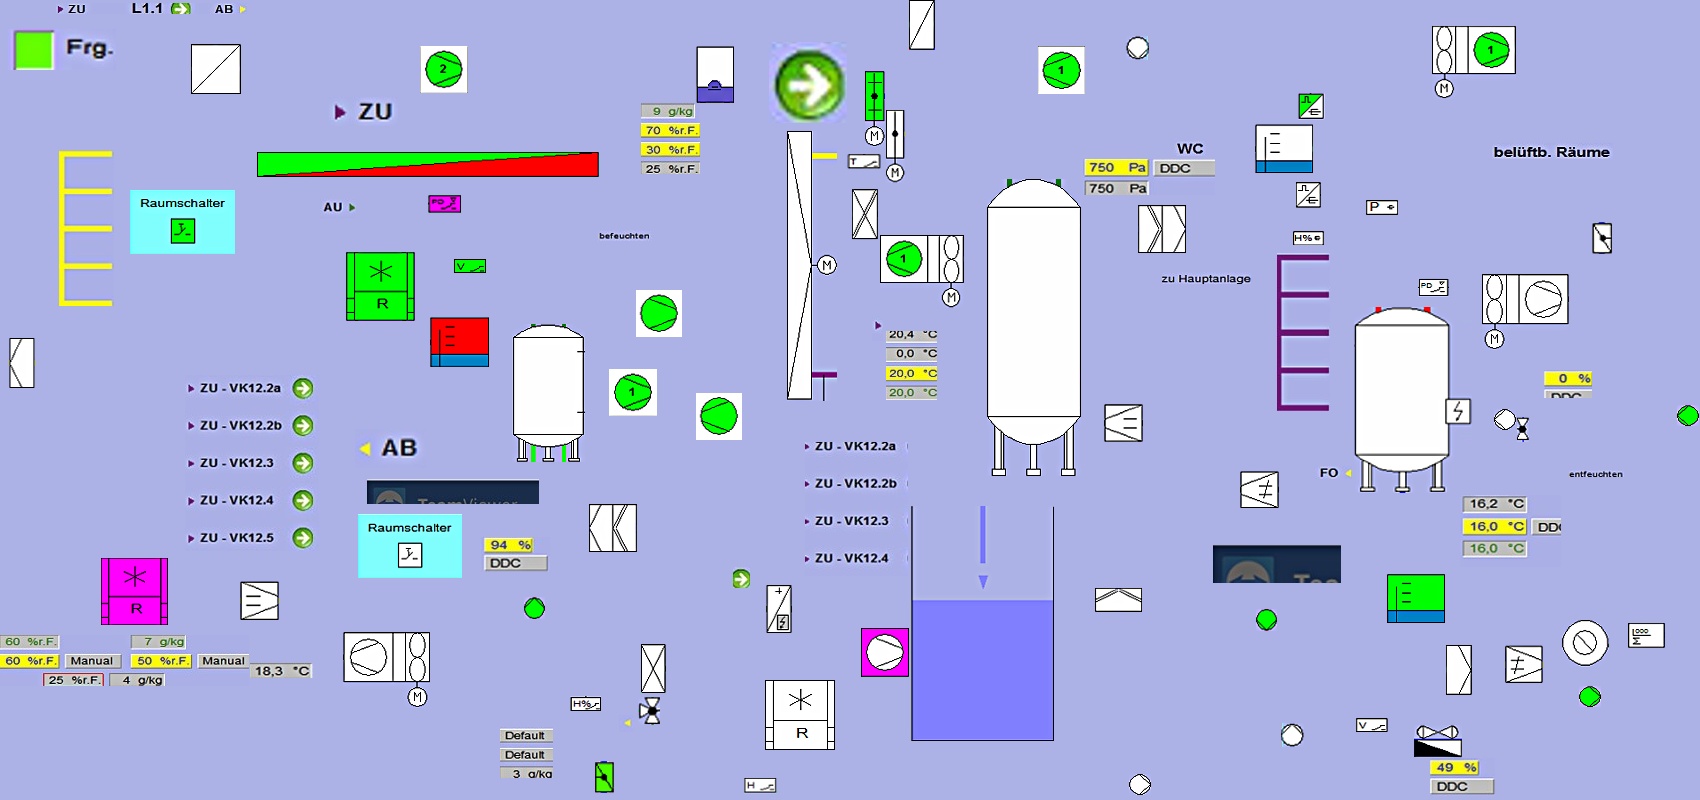 ZU L1.1 AB
Frg.
2
1
1
M
ZU
9 g/kg
70 %r.F.
30 %r.F.
25 %r.F.
M
M
T
WC
750 Pa DDC
750 Pa
belüftb. Räume
Raumschalter
AU
PD
P
befeuchten
H%
V
R
1
M
M
zu Hauptanlage
PD
M
20,4 °C
0,0 °C
20,0 °C
20,0 °C
0 %
DDC
ZU - VK12.2a
ZU - VK12.2b
ZU - VK12.3
ZU - VK12.4
ZU - VK12.5
1
AB
ZU - VK12.2a
ZU - VK12.2b
ZU - VK12.3
ZU - VK12.4
FO
entfeuchten
TeamViewer
Raumschalter
94 %
DDC
16,2 °C
16,0 °C DDC
16,0 °C
R
60 %r.F. 7 g/kg
60 %r.F. Manual 50 %r.F. Manual
25 %r.F. 4 g/kg
18,3 °C
M
H%
R
V
Default
Default
3 g/kg
H
49 %
DDC